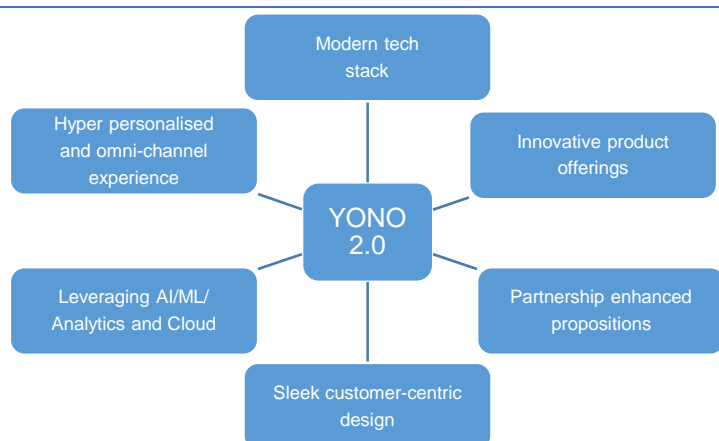 Modern tech
stack
Hyper personalised
and omni-channel
experience
Innovative product
offerings
YONO
2.0
Leveraging AI/ML/
Analytics and Cloud
Partnership enhanced
propositions
Sleek customer-centric
design